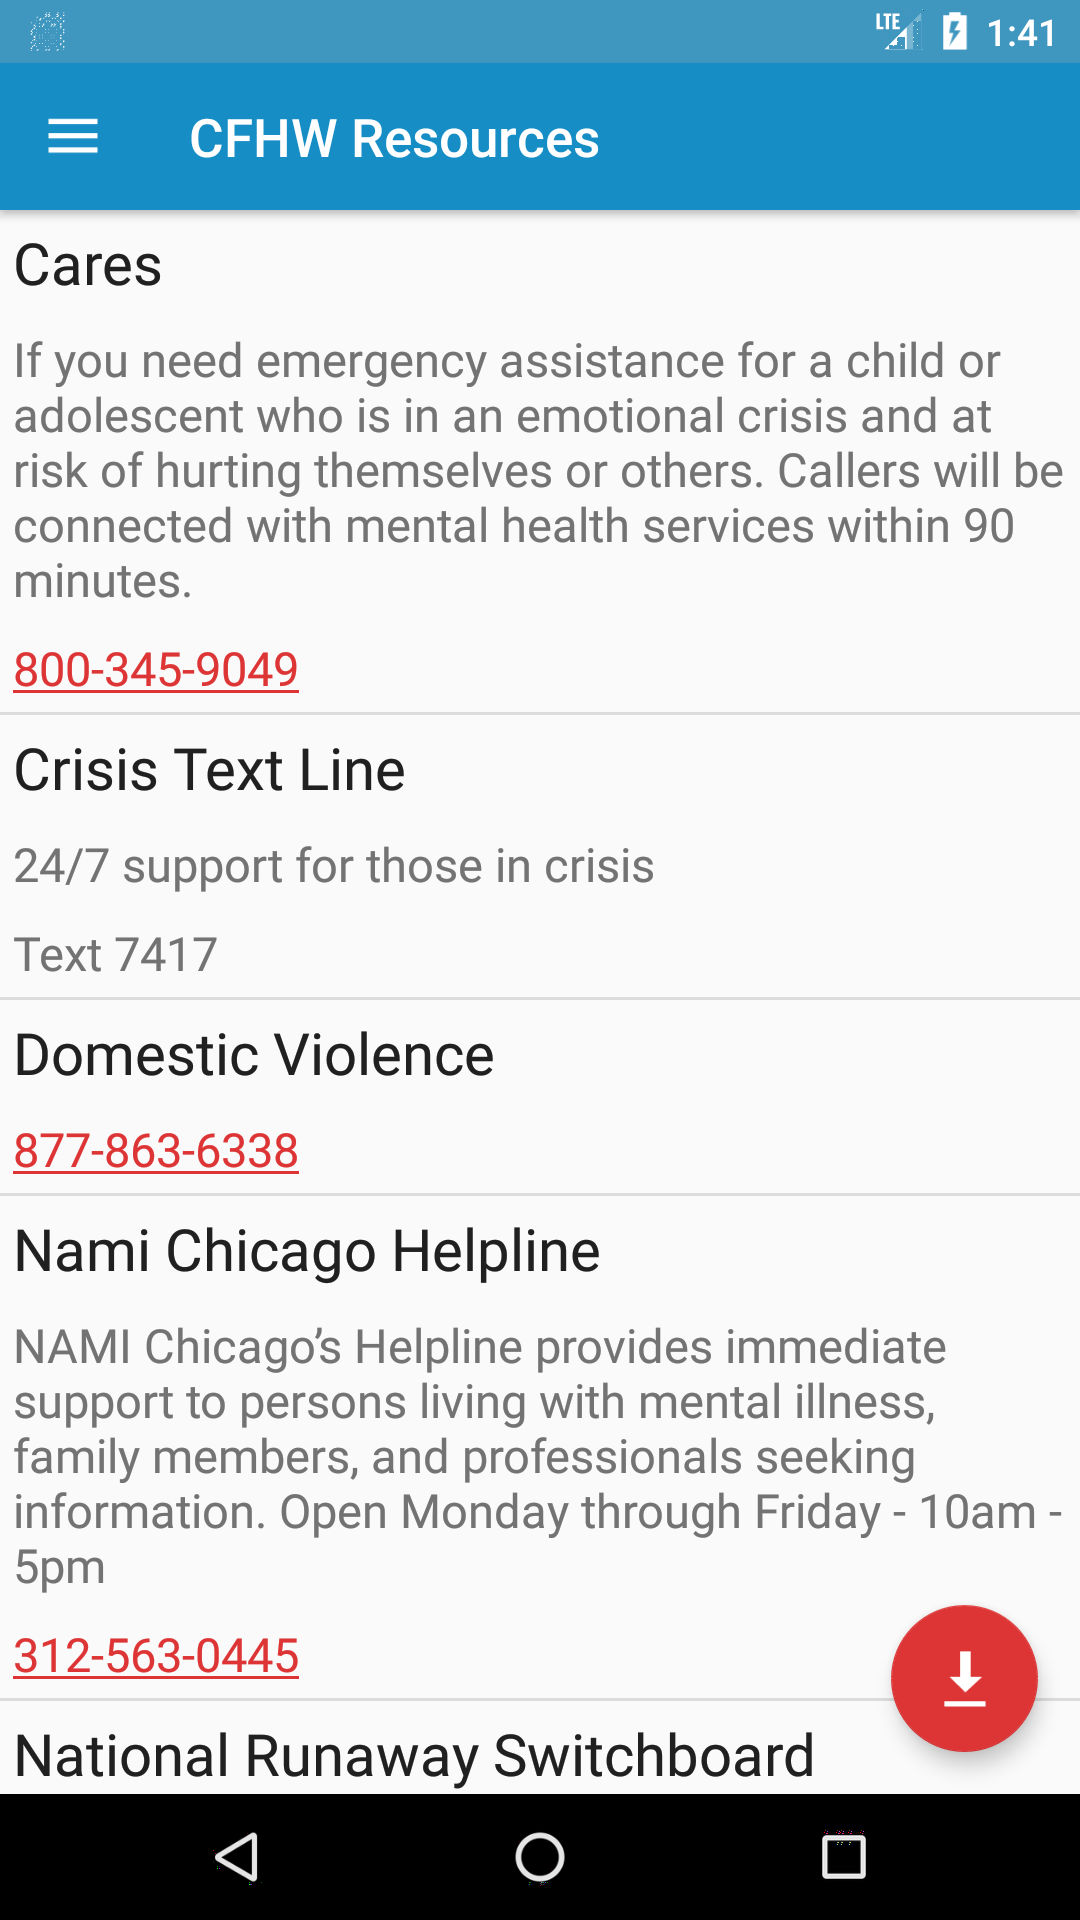 LTE 1:41
CFHW Resources
Cares
If you need emergency assistance for a child or
adolescent who is in an emotional crisis and at
risk of hurting themselves or others. Callers will be
connected with mental health services within 90
minutes.
800-345-9049
Crisis Text Line
24/7 support for those in crisis
Text 7417
Domestic Violence
877-863-6338
Nami Chicago Helpline
NAMI Chicago’s Helpline provides immediate
support to persons living with mental illness,
family members, and professionals seeking
information. Open Monday through Friday - 10am -
5pm
312-563-0445
National Runaway Switchboard